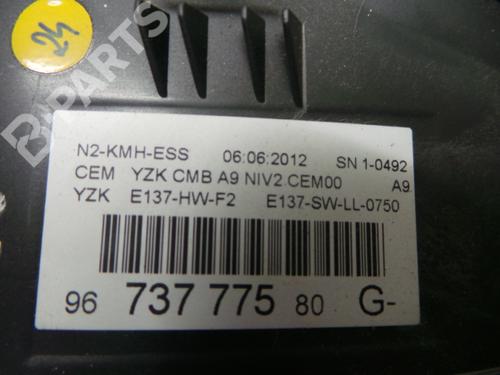 24
B-PARTS
N2-KMH-ESS 06:06:2012 SN 1-0492
CEM YZK CMB A9 NIV2.CEM00 A9
YZK E137-HW-F2 E137-SW-LL-0750
96 737 775 80 G-